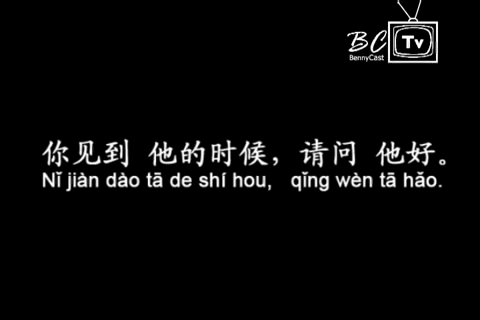 BC Tv
BennyCast
你见到 他的时候，请问 他好。
Nǐ jiàn dào tā de shí hou, qǐng wèn tā hǎo.